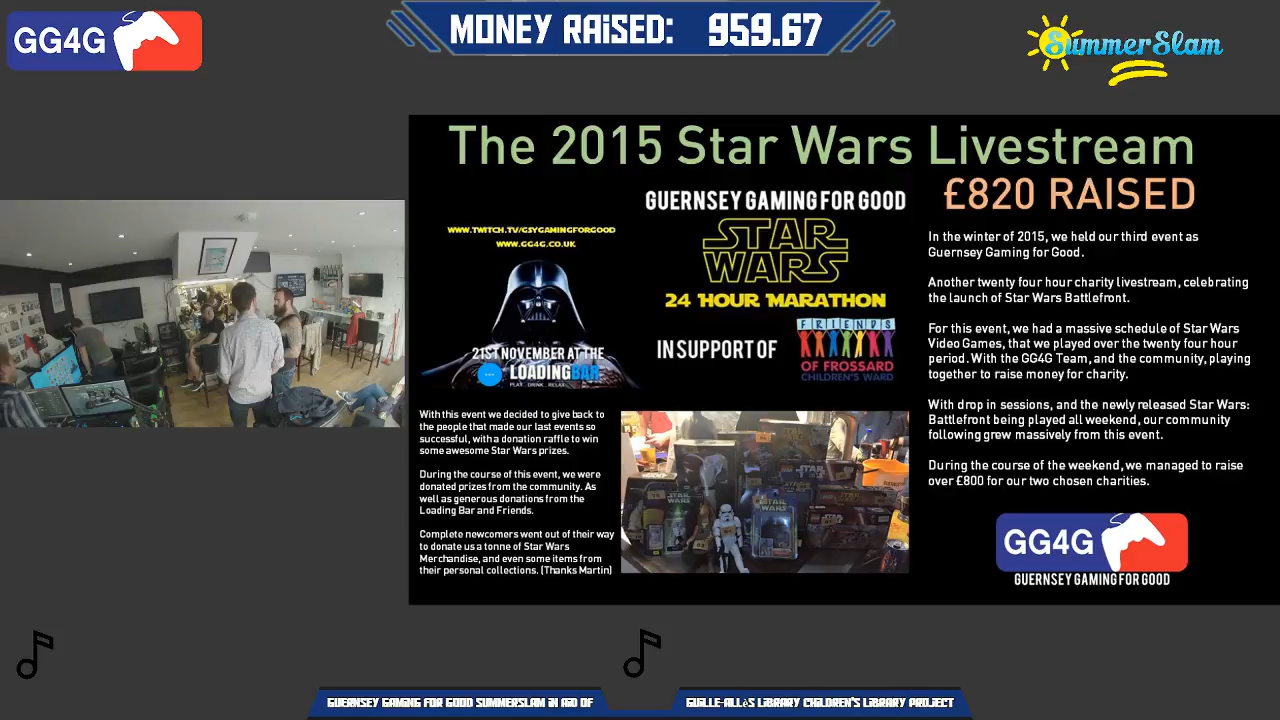 GG4G
MONEY RAISED: 959.67
SummerSlam
The 2015 Star Wars Livestream
£820 RAISED
WWW.TWITCH.TV/GSYGAMINGFORGOOD
WWW.GG4G.CO.UK
21ST NOVEMBER AT THE
LOADING BAR
PLAY. DRINK. RELAX.
GUERNSEY GAMING FOR GOOD
STAR
WARS
24 HOUR MARATHON
IN SUPPORT OF
FRIENDS
OF FROSSARD
CHILDREN'S WARD
In the winter of 2015, we held our third event as
Guernsey Gaming for Good.
Another twenty four hour charity livestream, celebrating
the launch of Star Wars Battlefront.
For this event, we had a massive schedule of Star Wars
Video Games, that we played over the twenty four hour
period. With the GG4G Team, and the community, playing
together to raise money for charity.
With drop in sessions, and the newly released Star Wars:
Battlefront being played all weekend, our community
following grew massively from this event.
During the course of the weekend, we managed to raise
over £800 for our two chosen charities.
With this event we decided to give back to
the people that made our last events so
successful, with a donation raffle to win
some awesome Star Wars prizes.
During the course of this event, we were
donated prizes from the community. As
well as generous donations from the
Loading Bar and Friends.
Complete newcomers went out of their way
to donate us a tonne of Star Wars
Merchandise, and even some items from
their personal collections. (Thanks Martin)
GG4G
GUERNSEY GAMING FOR GOOD
GUERNSEY GAMING FOR GOOD SUMMERSLAM IN AID OF
GUILLE-ALLèS LIBRARY CHILDREN'S LIBRARY PROJECT